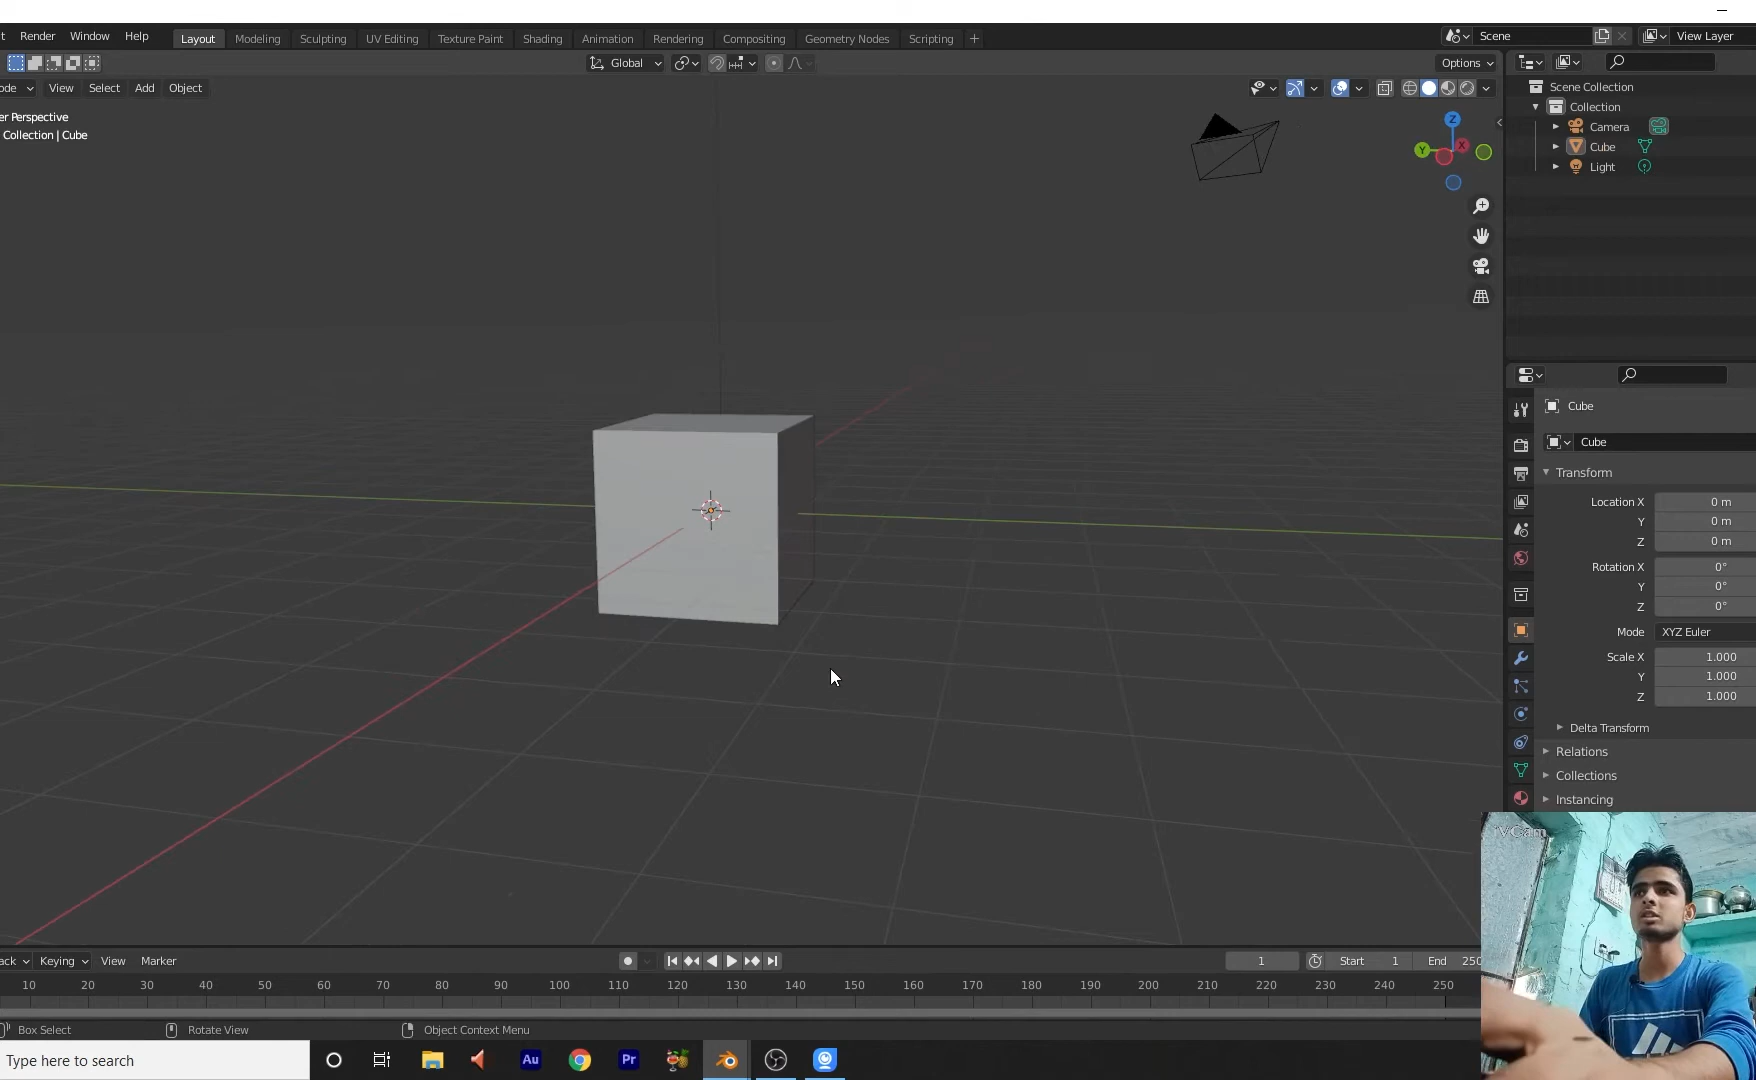 t Render Window Help Layout Modeling Sculpting UV Editing Texture Paint Shading Animation Rendering Compositing Geometry Nodes Scripting + Scene View Layer
Global Options
ode View Select Add Object
er Perspective
Collection | Cube
Z
Y X
Scene Collection
Collection
Camera
Cube
Light
Cube
Cube
Transform
Location X 0 m
Y 0 m
Z 0 m
Rotation X 0°
Y 0°
Z 0°
Mode XYZ Euler
Scale X 1.000
Y 1.000
Z 1.000
Delta Transform
Relations
Collections
Instancing
iVCam
ack Keying View Marker 1 Start 1 End 250
10 20 30 40 50 60 70 80 90 100 110 120 130 140 150 160 170 180 190 200 210 220 230 240 250
Box Select Rotate View Object Context Menu
Type here to search Au Pr